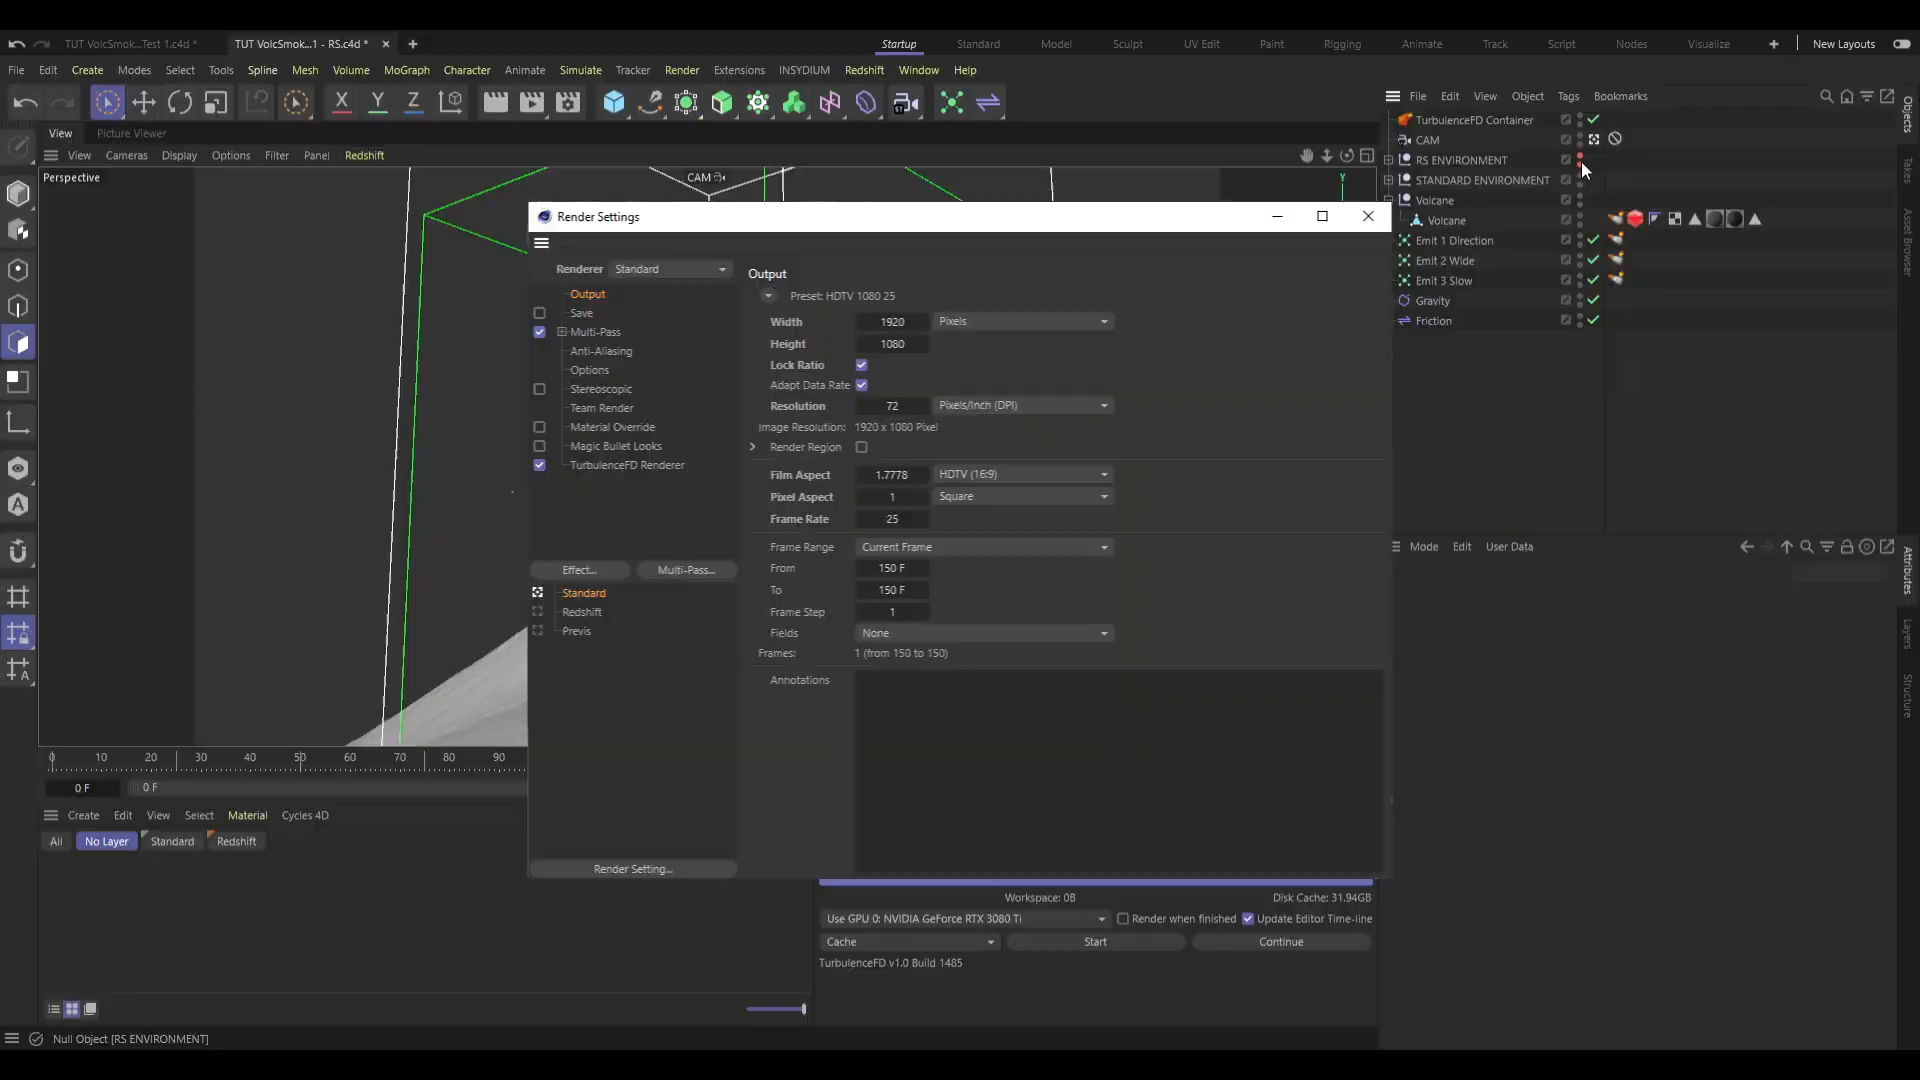 TUT VolcSmok...Test 1.c4d *
TUT VolcSmok...1 - RS.c4d *
Startup Standard Model Sculpt UV Edit Paint Rigging Animate Track Script Nodes Visualize New Layouts
File Edit Create Modes Select Tools Spline Mesh Volume MoGraph Character Animate Simulate Tracker Render Extensions INSYDIUM Redshift Window Help
X Y Z
File Edit View Object Tags Bookmarks
View Picture Viewer
View Cameras Display Options Filter Panel Redshift
Perspective
CAM
Y
TurbulenceFD Container
CAM
RS ENVIRONMENT
STANDARD ENVIRONMENT
Volcane
Volcane
Emit 1 Direction
Emit 2 Wide
Emit 3 Slow
Gravity
Friction
Objects
Takes
Asset Browser
Render Settings
Renderer Standard
Output
Save
Multi-Pass
Anti-Aliasing
Options
Stereoscopic
Team Render
Material Override
Magic Bullet Looks
TurbulenceFD Renderer
Effect... Multi-Pass...
Standard
Redshift
Previs
Render Setting...
Output
Preset: HDTV 1080 25
Width 1920 Pixels
Height 1080
Lock Ratio
Adapt Data Rate
Resolution 72 Pixels/Inch (DPI)
Image Resolution: 1920 x 1080 Pixel
Render Region
Film Aspect 1.7778 HDTV (16:9)
Pixel Aspect 1 Square
Frame Rate 25
Frame Range Current Frame
From 150 F
To 150 F
Frame Step 1
Fields None
Frames: 1 (from 150 to 150)
Annotations
Mode Edit User Data
Attributes
Layers
Structure
0 10 20 30 40 50 60 70 80 90
0 F 0 F
Create Edit View Select Material Cycles 4D
All No Layer Standard Redshift
Workspace: 0B Disk Cache: 31.94GB
Use GPU 0: NVIDIA GeForce RTX 3080 Ti Render when finished Update Editor Time-line
Cache Start Continue
TurbulenceFD v1.0 Build 1485
Null Object [RS ENVIRONMENT]